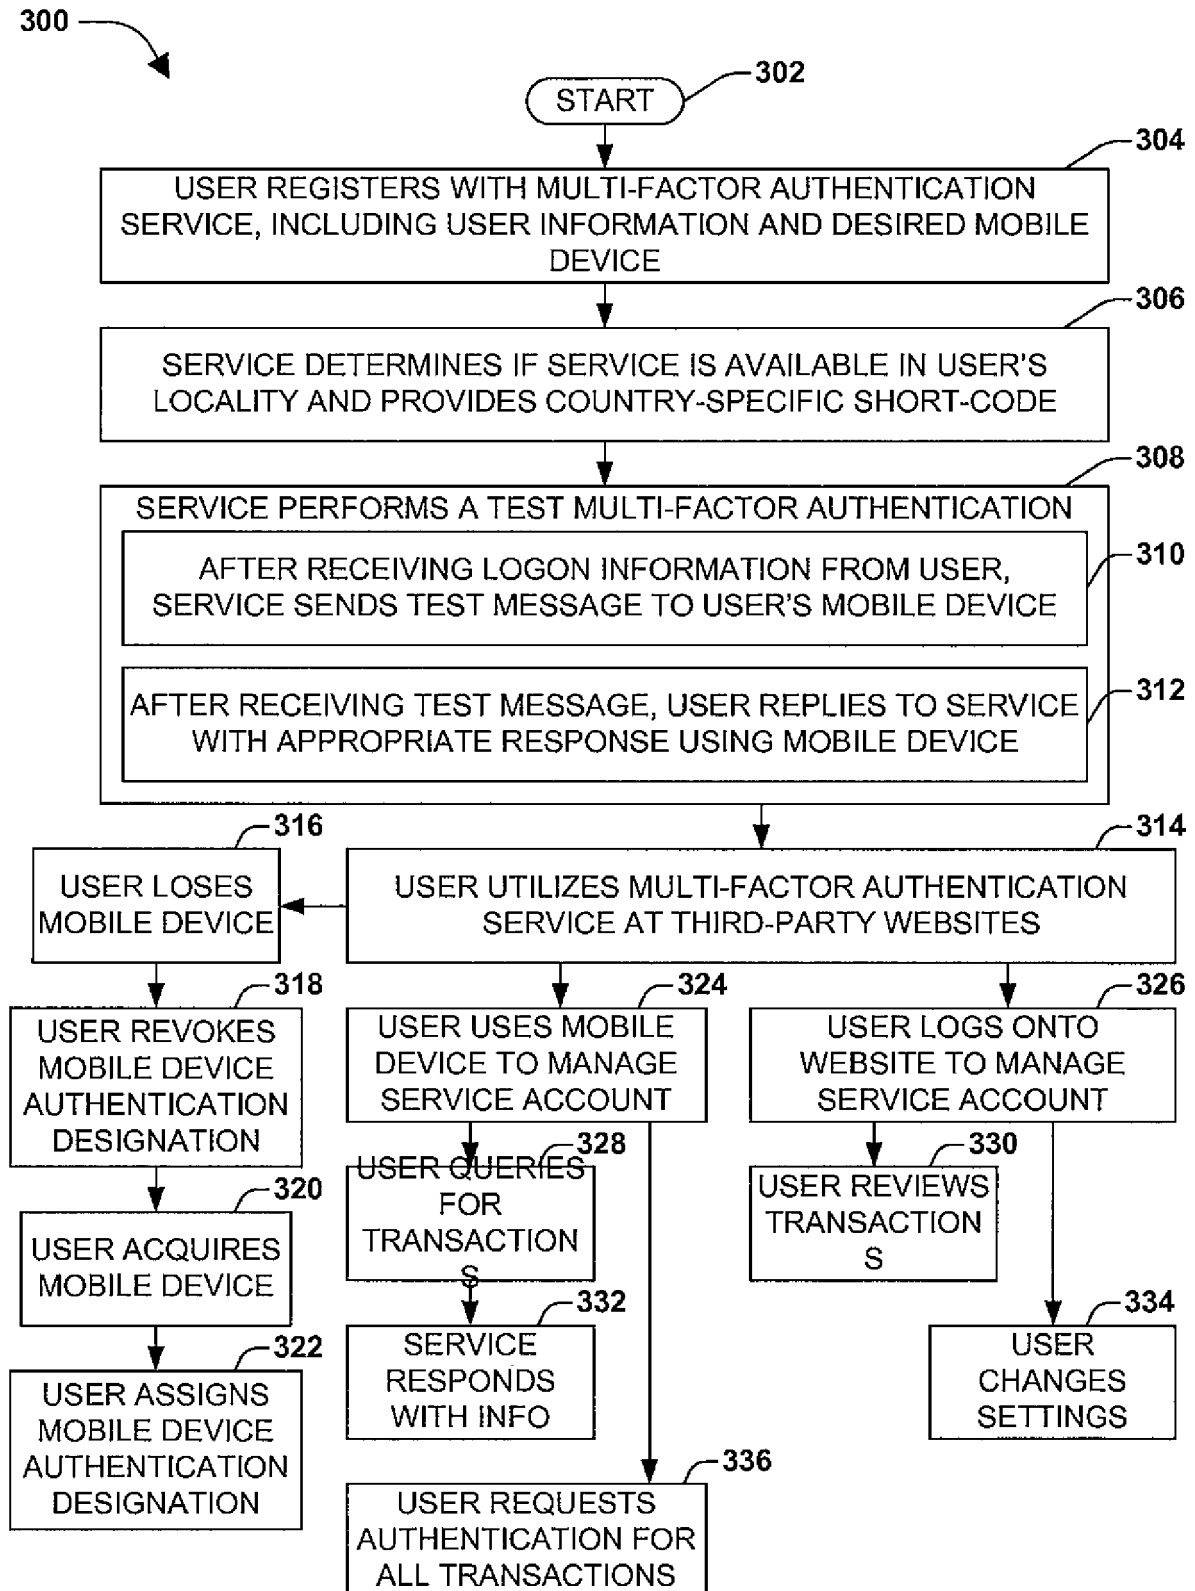 300
302
START
304
USER REGISTERS WITH MULTI-FACTOR AUTHENTICATION
SERVICE, INCLUDING USER INFORMATION AND DESIRED MOBILE
DEVICE
306
SERVICE DETERMINES IF SERVICE IS AVAILABLE IN USER'S
LOCALITY AND PROVIDES COUNTRY-SPECIFIC SHORT-CODE
308
SERVICE PERFORMS A TEST MULTI-FACTOR AUTHENTICATION
310
AFTER RECEIVING LOGON INFORMATION FROM USER,
SERVICE SENDS TEST MESSAGE TO USER'S MOBILE DEVICE
312
AFTER RECEIVING TEST MESSAGE, USER REPLIES TO SERVICE
WITH APPROPRIATE RESPONSE USING MOBILE DEVICE
314
USER UTILIZES MULTI-FACTOR AUTHENTICATION
SERVICE AT THIRD-PARTY WEBSITES
316
USER LOSES
MOBILE DEVICE
318
USER REVOKES
MOBILE DEVICE
AUTHENTICATION
DESIGNATION
320
USER ACQUIRES
MOBILE DEVICE
322
USER ASSIGNS
MOBILE DEVICE
AUTHENTICATION
DESIGNATION
324
USER USES MOBILE
DEVICE TO MANAGE
SERVICE ACCOUNT
328
USER QUERIES
FOR
TRANSACTION
S
332
SERVICE
RESPONDS
WITH INFO
336
USER REQUESTS
AUTHENTICATION FOR
ALL TRANSACTIONS
326
USER LOGS ONTO
WEBSITE TO MANAGE
SERVICE ACCOUNT
330
USER REVIEWS
TRANSACTION
S
334
USER
CHANGES
SETTINGS